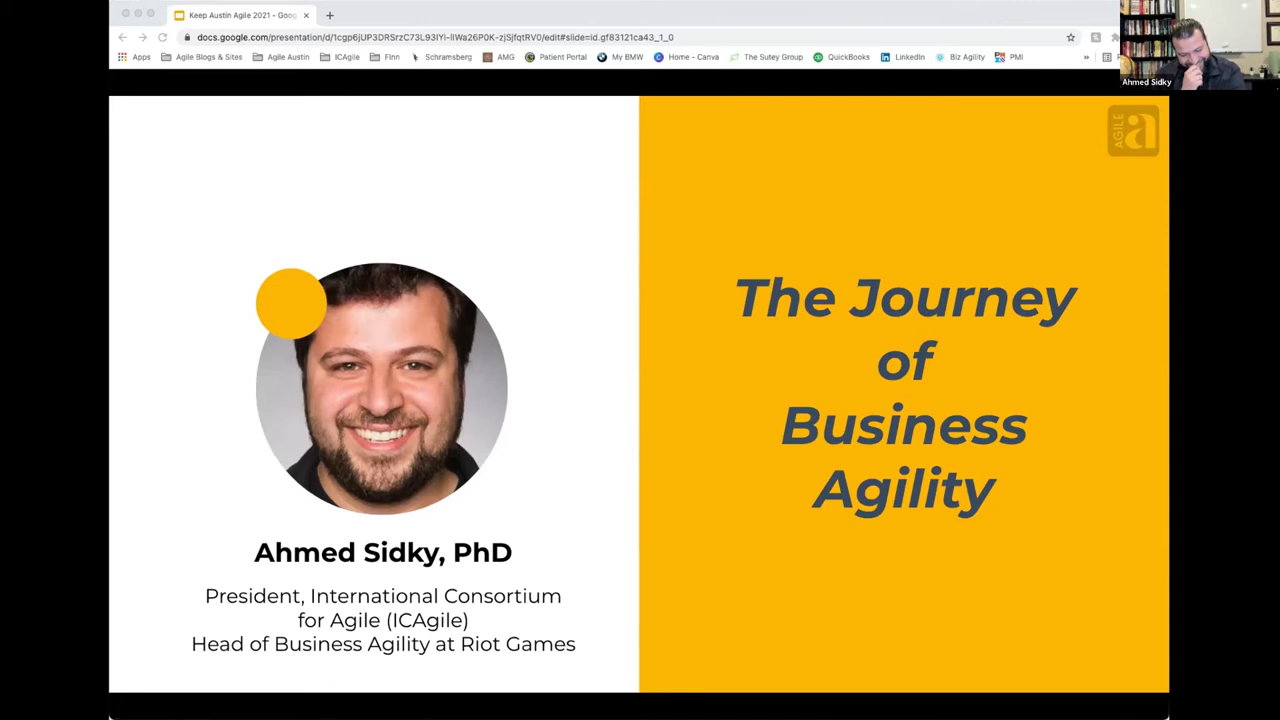 Keep Austin Agile 2021 - Goog
docs.google.com/presentation/d/1cgp6jUP3DRSrzC73L93IYi-IIWa26P0K-zjSjfqtRV0/edit#slide=id.gf83121ca43_1_0
Apps Agile Blogs & Sites Agile Austin ICAgile FInn Schramsberg AMG Patient Portal My BMW Home - Canva The Sutey Group QuickBooks LinkedIn Biz Agility PMI »
Ahmed Sidky
AGILE a
The Journey
of
Business
Agility
Ahmed Sidky, PhD
President, International Consortium
for Agile (ICAgile)
Head of Business Agility at Riot Games